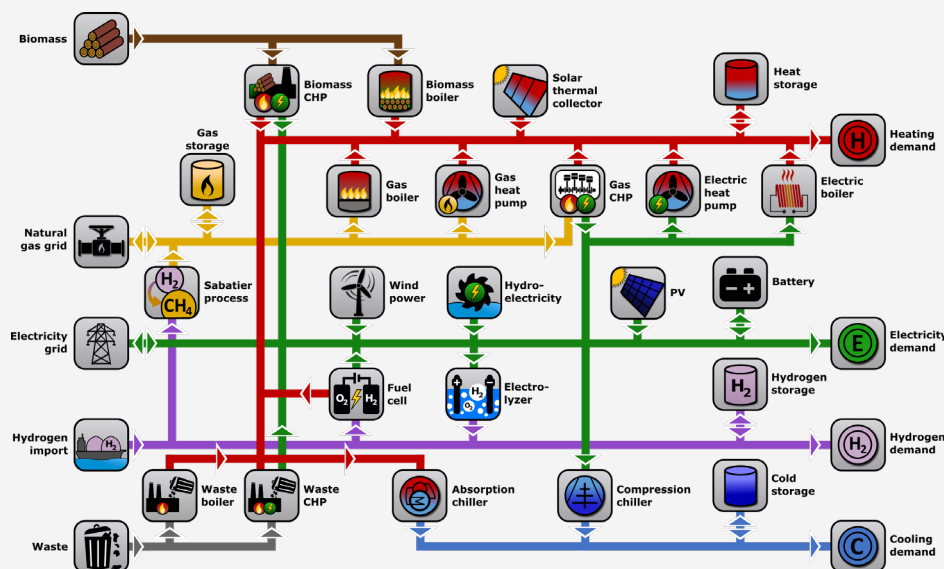 Biomass
Biomass
CHP
Biomass
boiler
Solar
thermal
collector
Heat
storage
Gas
storage
H
Heating
demand
Gas
boiler
Gas heat
pump
Gas
CHP
Electric
heat
pump
Electric
boiler
Natural
gas grid
H2
CH4
Sabatier
process
Wind
power
Hydro-
electricity
PV
Battery
Electricity
grid
E
Electricity
demand
O2
H2
Fuel
cell
H2
O2
Electro-
lyzer
H2
Hydrogen
storage
Hydrogen
import
H2
H2
Hydrogen
demand
Waste
boiler
Waste
CHP
M
Absorption
chiller
Compression
chiller
Cold
storage
Waste
C
Cooling
demand